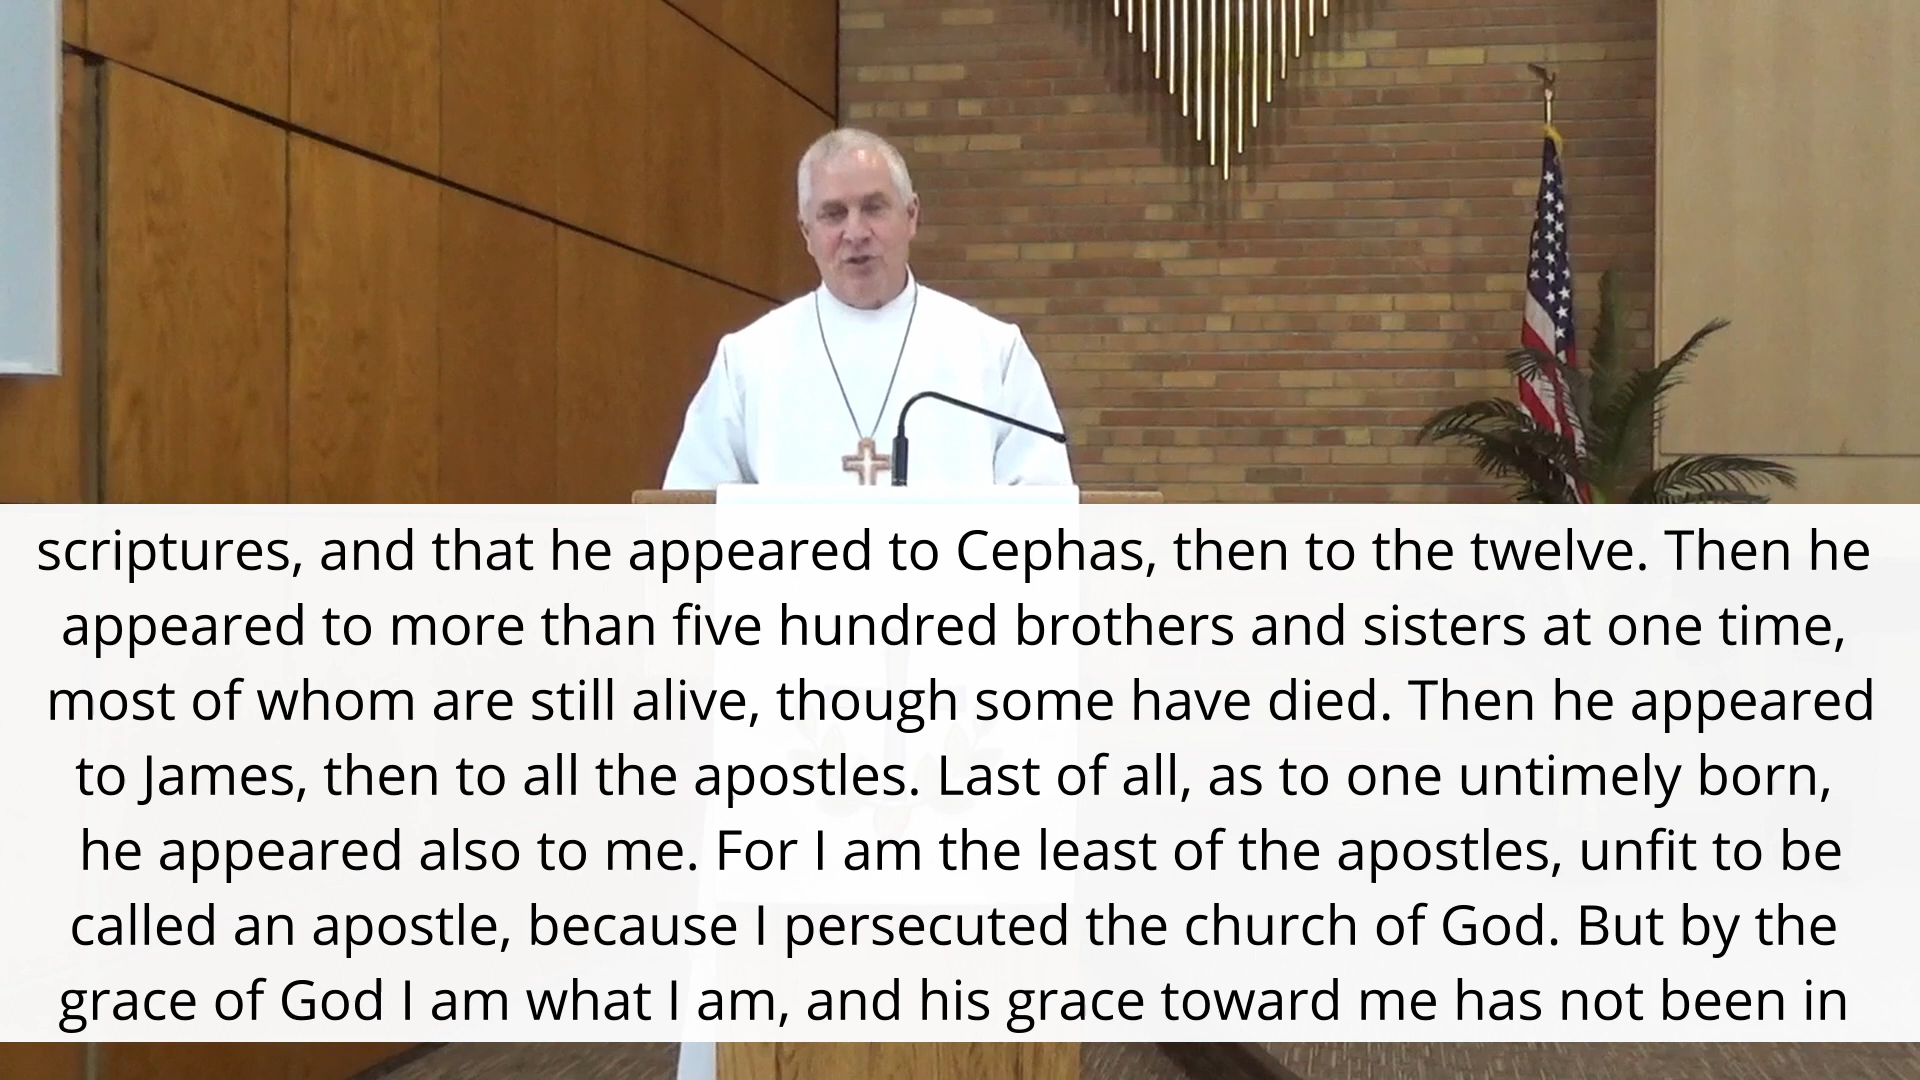 scriptures, and that he appeared to Cephas, then to the twelve. Then he
appeared to more than five hundred brothers and sisters at one time,
most of whom are still alive, though some have died. Then he appeared
to James, then to all the apostles. Last of all, as to one untimely born,
he appeared also to me. For I am the least of the apostles, unfit to be
called an apostle, because I persecuted the church of God. But by the
grace of God I am what I am, and his grace toward me has not been in